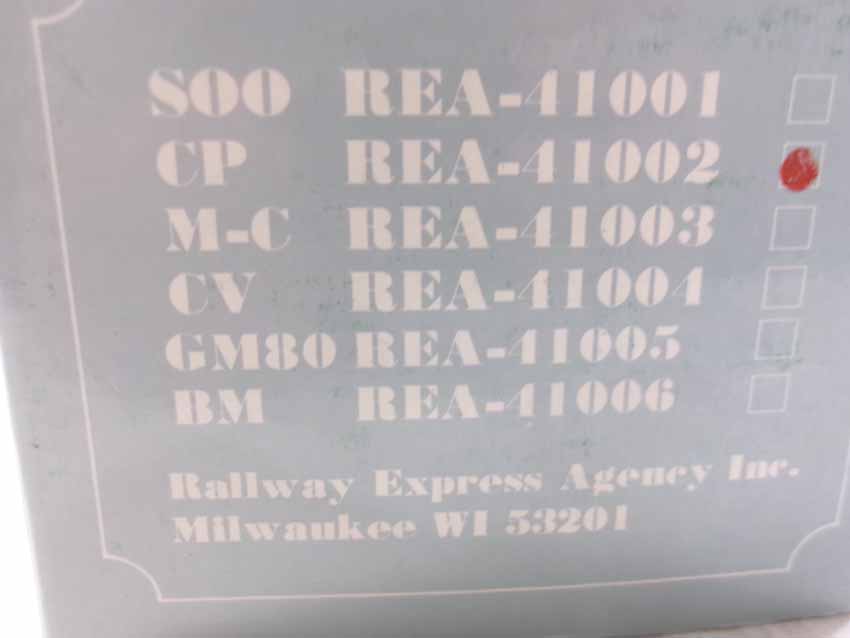 SOO REA-41001
CP REA-41002
M-C REA-41003
CV REA-41004
GM80 REA-41005
BM REA-41006
Railway Express Agency Inc.
Milwaukee WI 53201